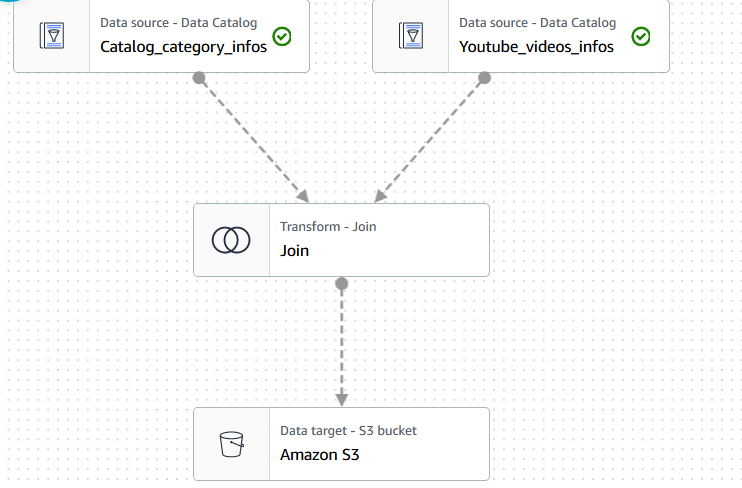 Data source - Data Catalog
Catalog_category_infos
Data source - Data Catalog
Youtube_videos_infos
Transform - Join
Join
Data target - S3 bucket
Amazon S3